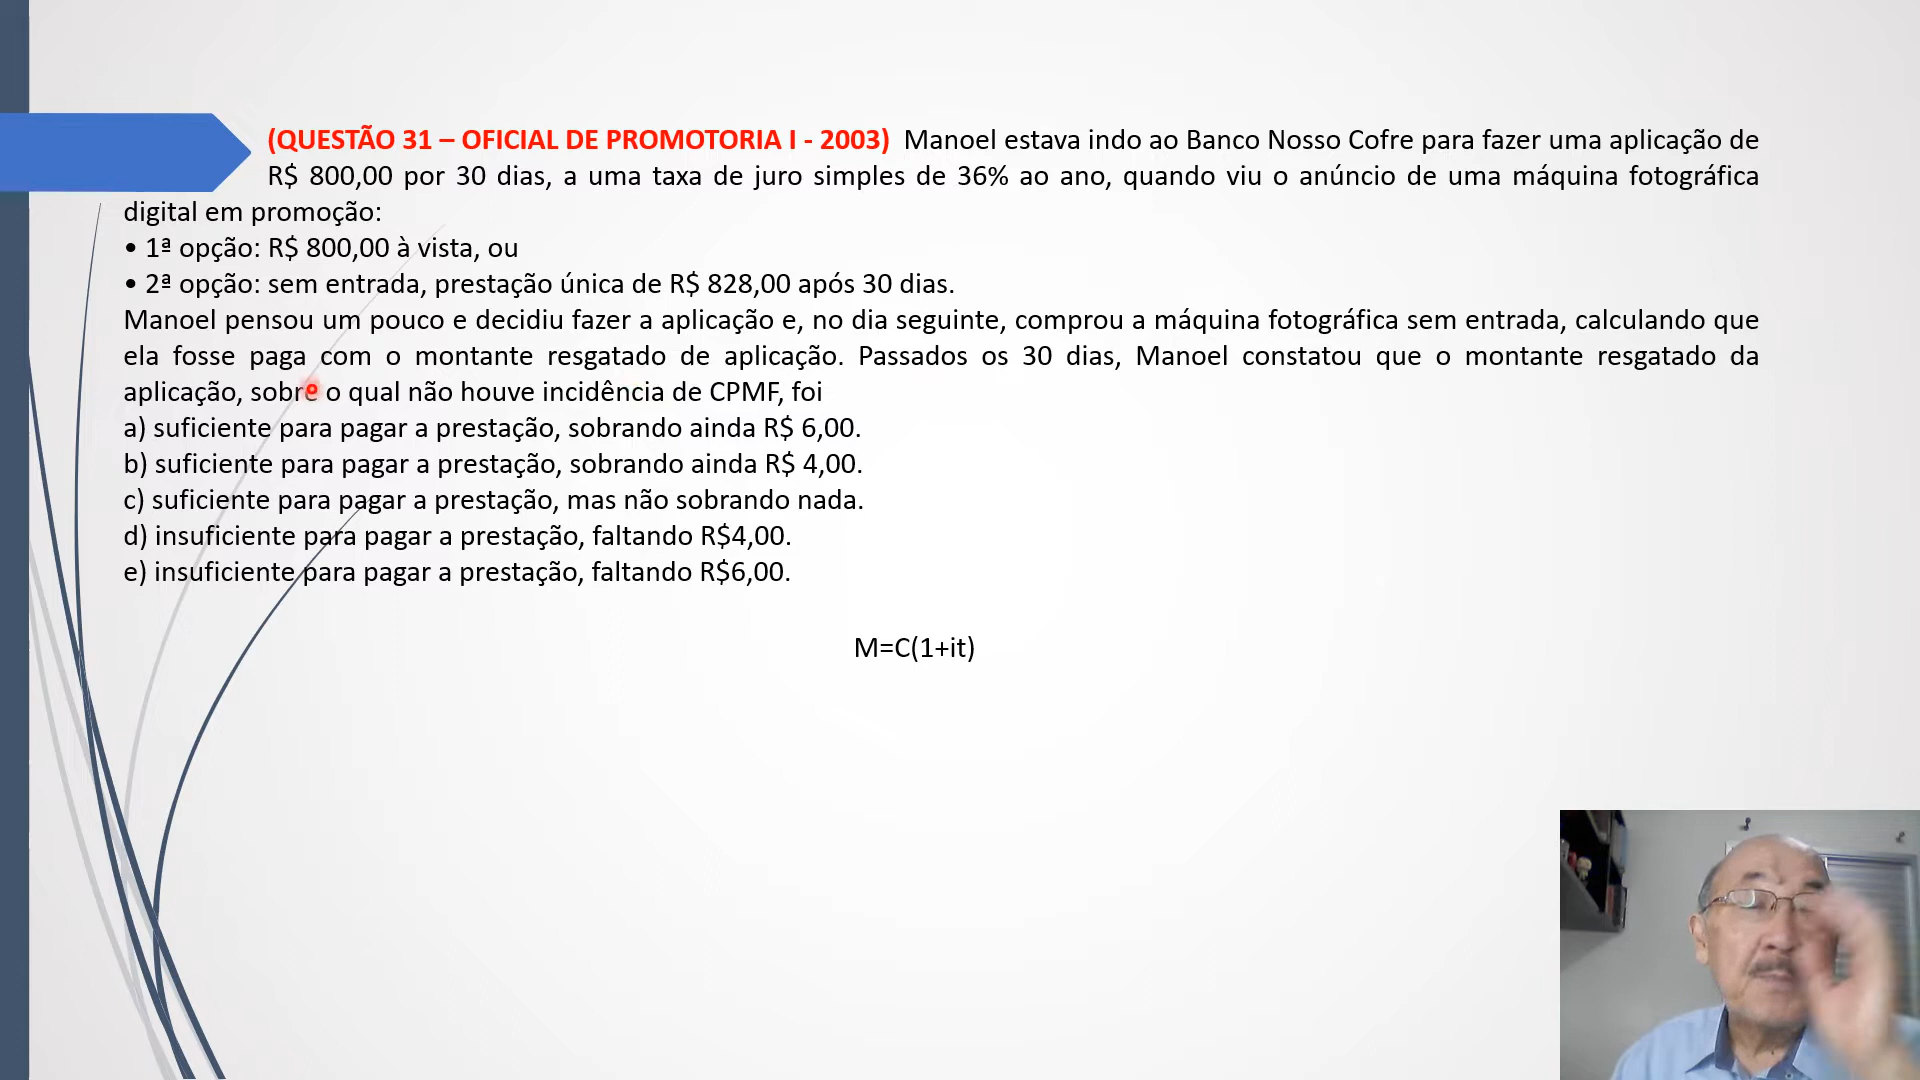 (QUESTÃO 31 – OFICIAL DE PROMOTORIA I - 2003) Manoel estava indo ao Banco Nosso Cofre para fazer uma aplicação de
R$ 800,00 por 30 dias, a uma taxa de juro simples de 36% ao ano, quando viu o anúncio de uma máquina fotográfica
digital em promoção:
• 1ª opção: R$ 800,00 à vista, ou
• 2ª opção: sem entrada, prestação única de R$ 828,00 após 30 dias.
Manoel pensou um pouco e decidiu fazer a aplicação e, no dia seguinte, comprou a máquina fotográfica sem entrada, calculando que
ela fosse paga com o montante resgatado de aplicação. Passados os 30 dias, Manoel constatou que o montante resgatado da
aplicação, sobre o qual não houve incidência de CPMF, foi
a) suficiente para pagar a prestação, sobrando ainda R$ 6,00.
b) suficiente para pagar a prestação, sobrando ainda R$ 4,00.
c) suficiente para pagar a prestação, mas não sobrando nada.
d) insuficiente para pagar a prestação, faltando R$4,00.
e) insuficiente para pagar a prestação, faltando R$6,00.
M=C(1+it)